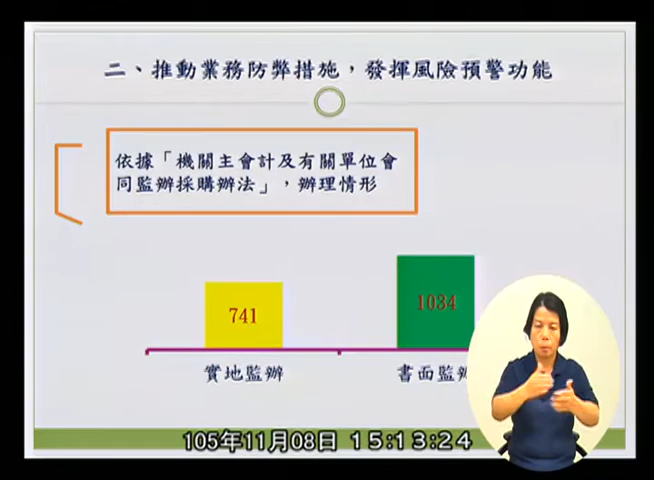 二、推動業務防弊措施，發揮風險預警功能
依據「機關主會計及有關單位會
同監辦採購辦法」，辦理情形
741
1034
實地監辦
書面監辦
105年11月08日 15:13:24